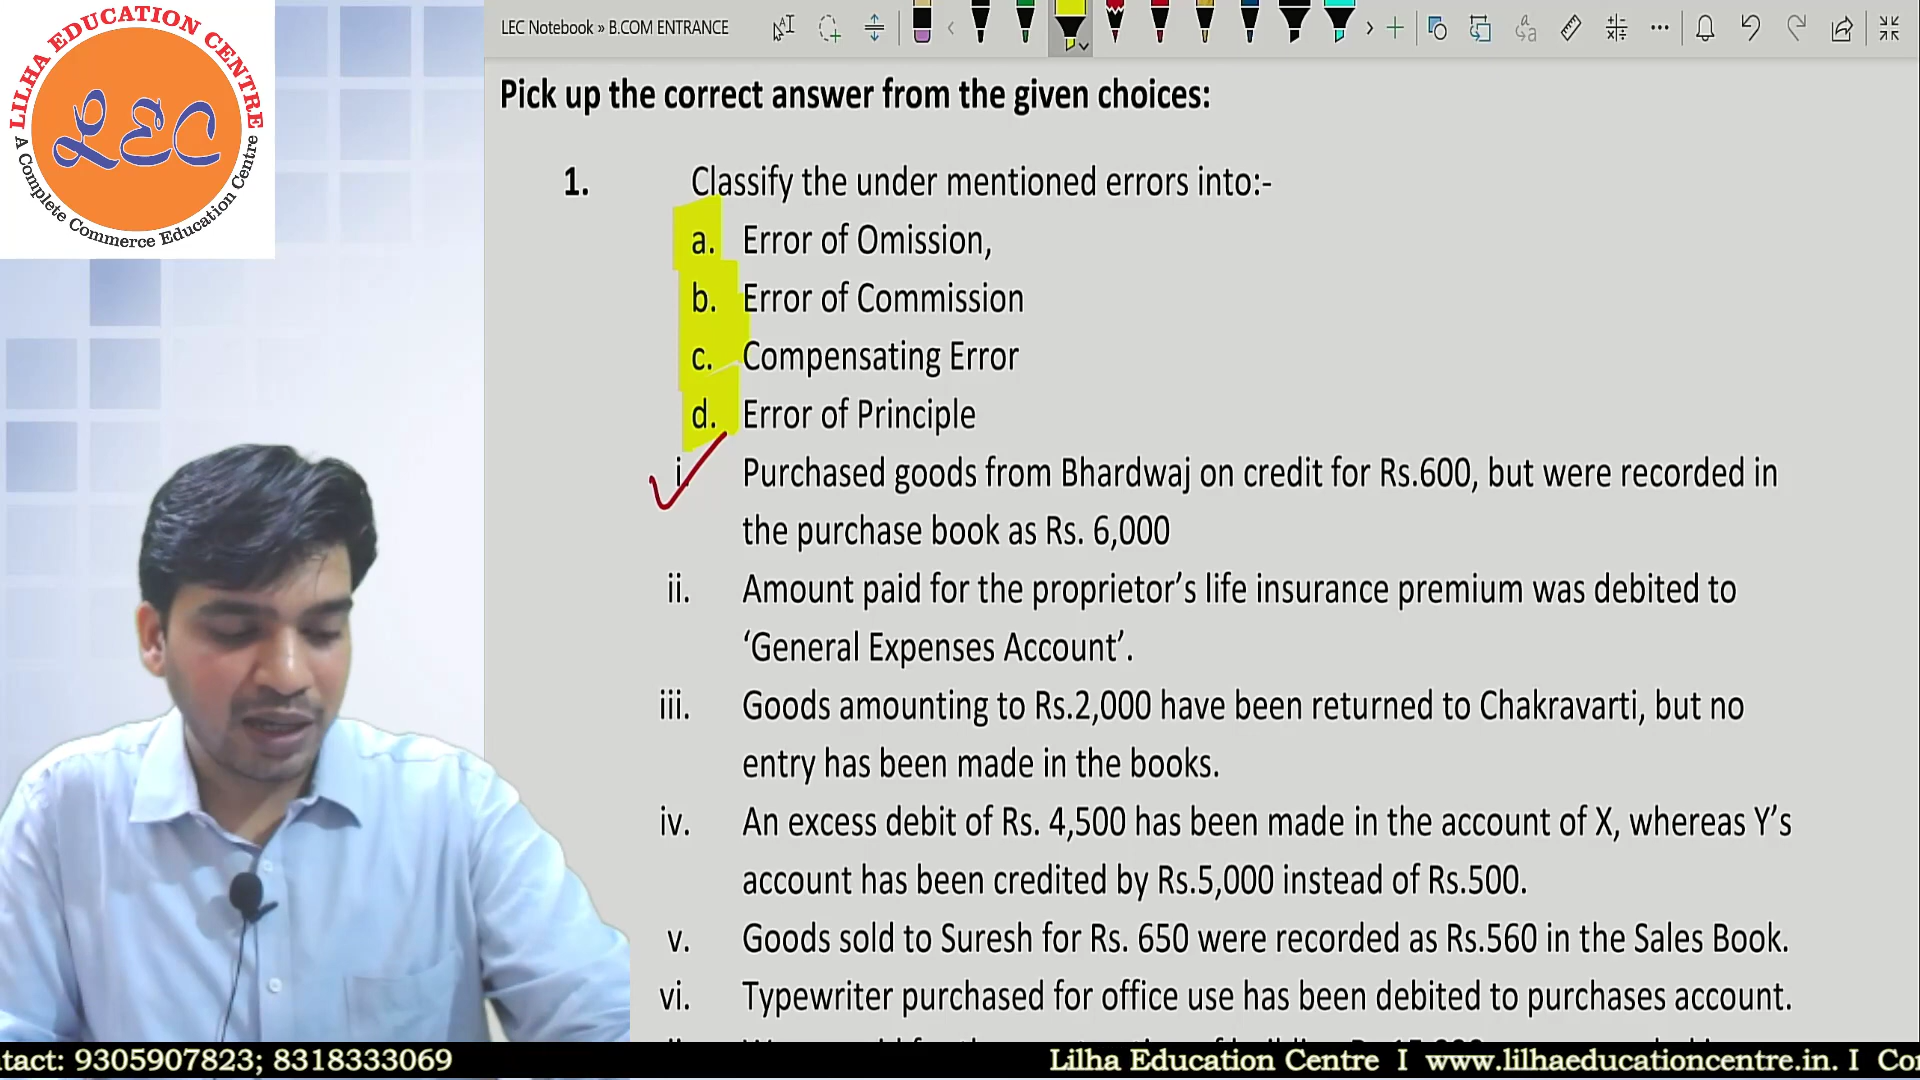 LILHA EDUCATION CENTRE
LEC
A Complete Commerce Education Centre
LEC Notebook » B.COM ENTRANCE
Pick up the correct answer from the given choices:
1. Classify the under mentioned errors into:-
a. Error of Omission,
b. Error of Commission
c. Compensating Error
d. Error of Principle
i. Purchased goods from Bhardwaj on credit for Rs.600, but were recorded in
the purchase book as Rs. 6,000
ii. Amount paid for the proprietor’s life insurance premium was debited to
‘General Expenses Account’.
iii. Goods amounting to Rs.2,000 have been returned to Chakravarti, but no
entry has been made in the books.
iv. An excess debit of Rs. 4,500 has been made in the account of X, whereas Y’s
account has been credited by Rs.5,000 instead of Rs.500.
v. Goods sold to Suresh for Rs. 650 were recorded as Rs.560 in the Sales Book.
vi. Typewriter purchased for office use has been debited to purchases account.
ntact: 9305907823; 8318333069 Lilha Education Centre I www.lilhaeducationcentre.in. I Co